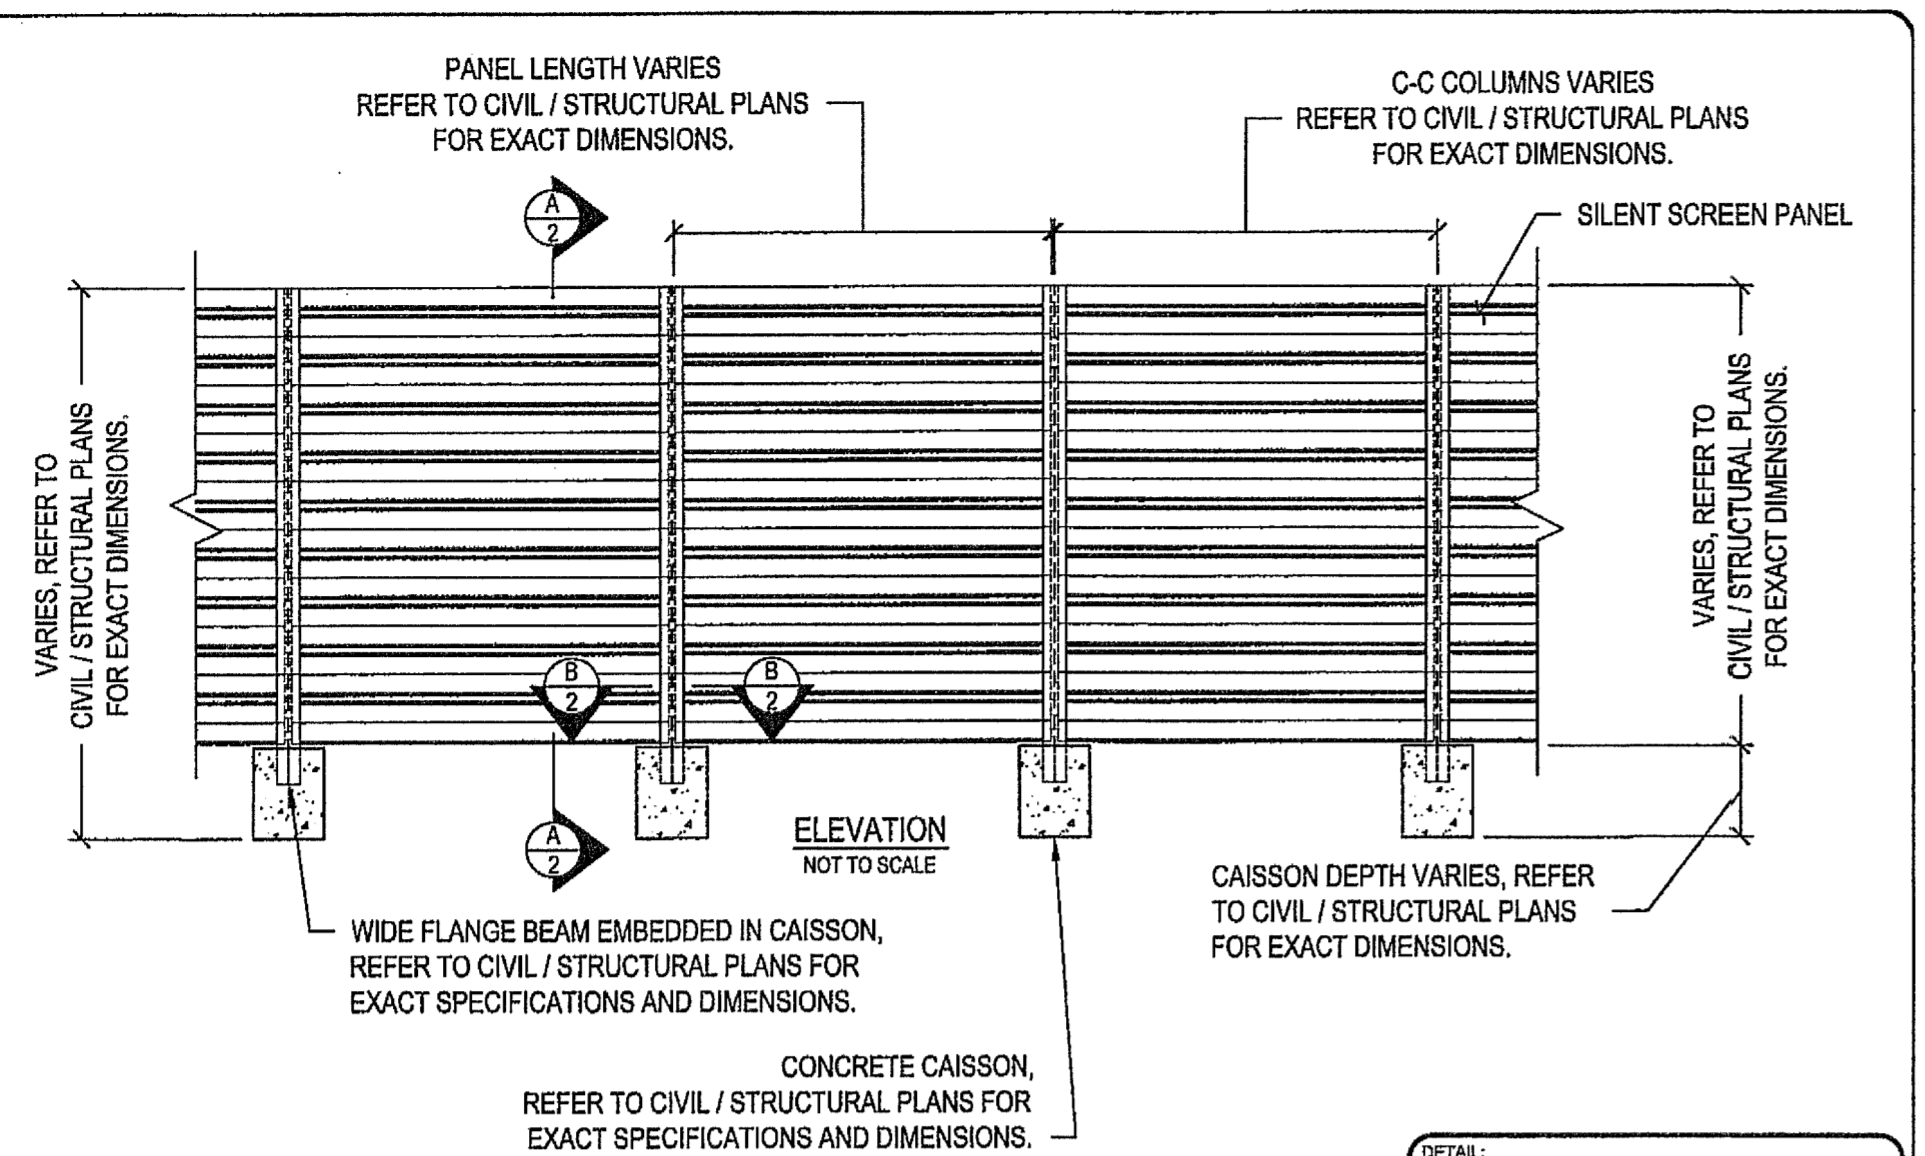 PANEL LENGTH VARIES
REFER TO CIVIL / STRUCTURAL PLANS
FOR EXACT DIMENSIONS.
C-C COLUMNS VARIES
REFER TO CIVIL / STRUCTURAL PLANS
FOR EXACT DIMENSIONS.
A
2
SILENT SCREEN PANEL
VARIES, REFER TO
CIVIL / STRUCTURAL PLANS
FOR EXACT DIMENSIONS.
VARIES, REFER TO
CIVIL / STRUCTURAL PLANS
FOR EXACT DIMENSIONS.
B
2
B
2
A
2
ELEVATION
NOT TO SCALE
CAISSON DEPTH VARIES, REFER
TO CIVIL / STRUCTURAL PLANS
FOR EXACT DIMENSIONS.
WIDE FLANGE BEAM EMBEDDED IN CAISSON,
REFER TO CIVIL / STRUCTURAL PLANS FOR
EXACT SPECIFICATIONS AND DIMENSIONS.
CONCRETE CAISSON,
REFER TO CIVIL / STRUCTURAL PLANS FOR
EXACT SPECIFICATIONS AND DIMENSIONS.
DETAIL: